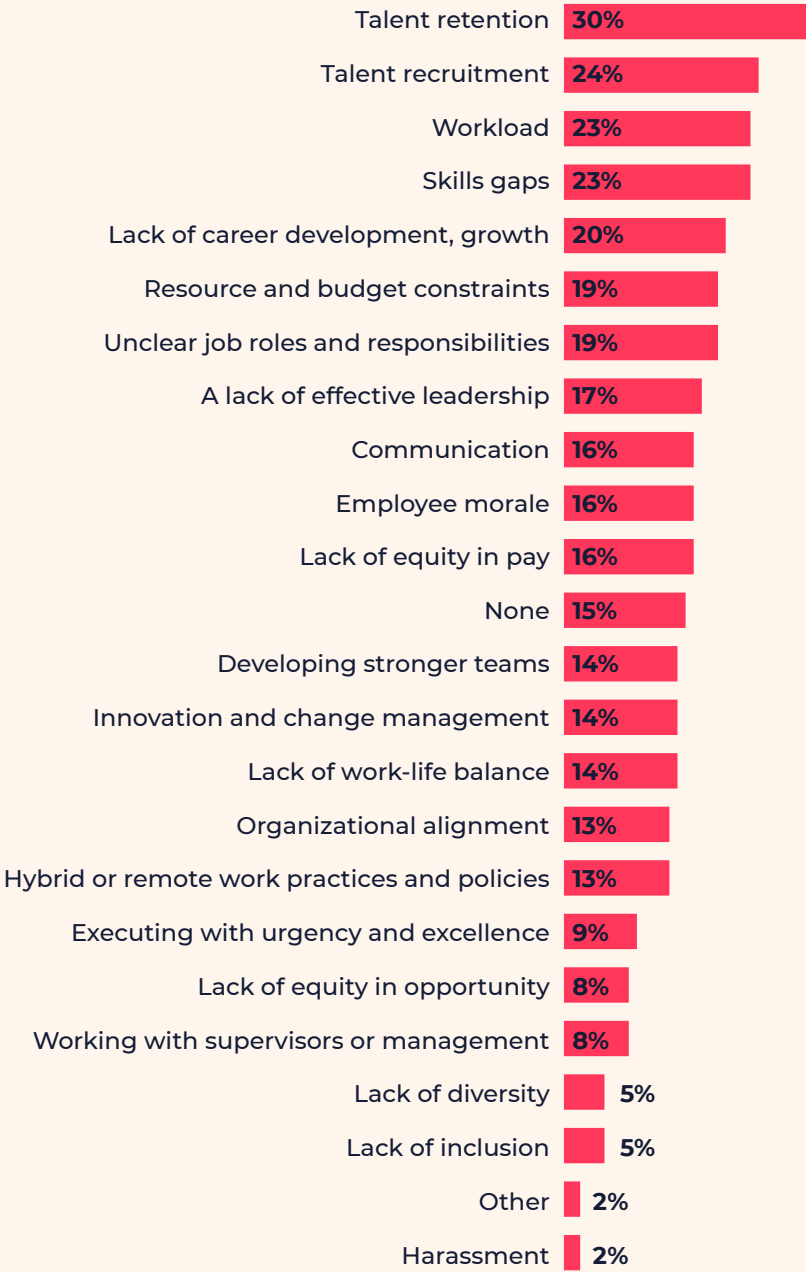 Talent retention 30%
Talent recruitment 24%
Workload 23%
Skills gaps 23%
Lack of career development, growth 20%
Resource and budget constraints 19%
Unclear job roles and responsibilities 19%
A lack of effective leadership 17%
Communication 16%
Employee morale 16%
Lack of equity in pay 16%
None 15%
Developing stronger teams 14%
Innovation and change management 14%
Lack of work-life balance 14%
Organizational alignment 13%
Hybrid or remote work practices and policies 13%
Executing with urgency and excellence 9%
Lack of equity in opportunity 8%
Working with supervisors or management 8%
Lack of diversity 5%
Lack of inclusion 5%
Other 2%
Harassment 2%